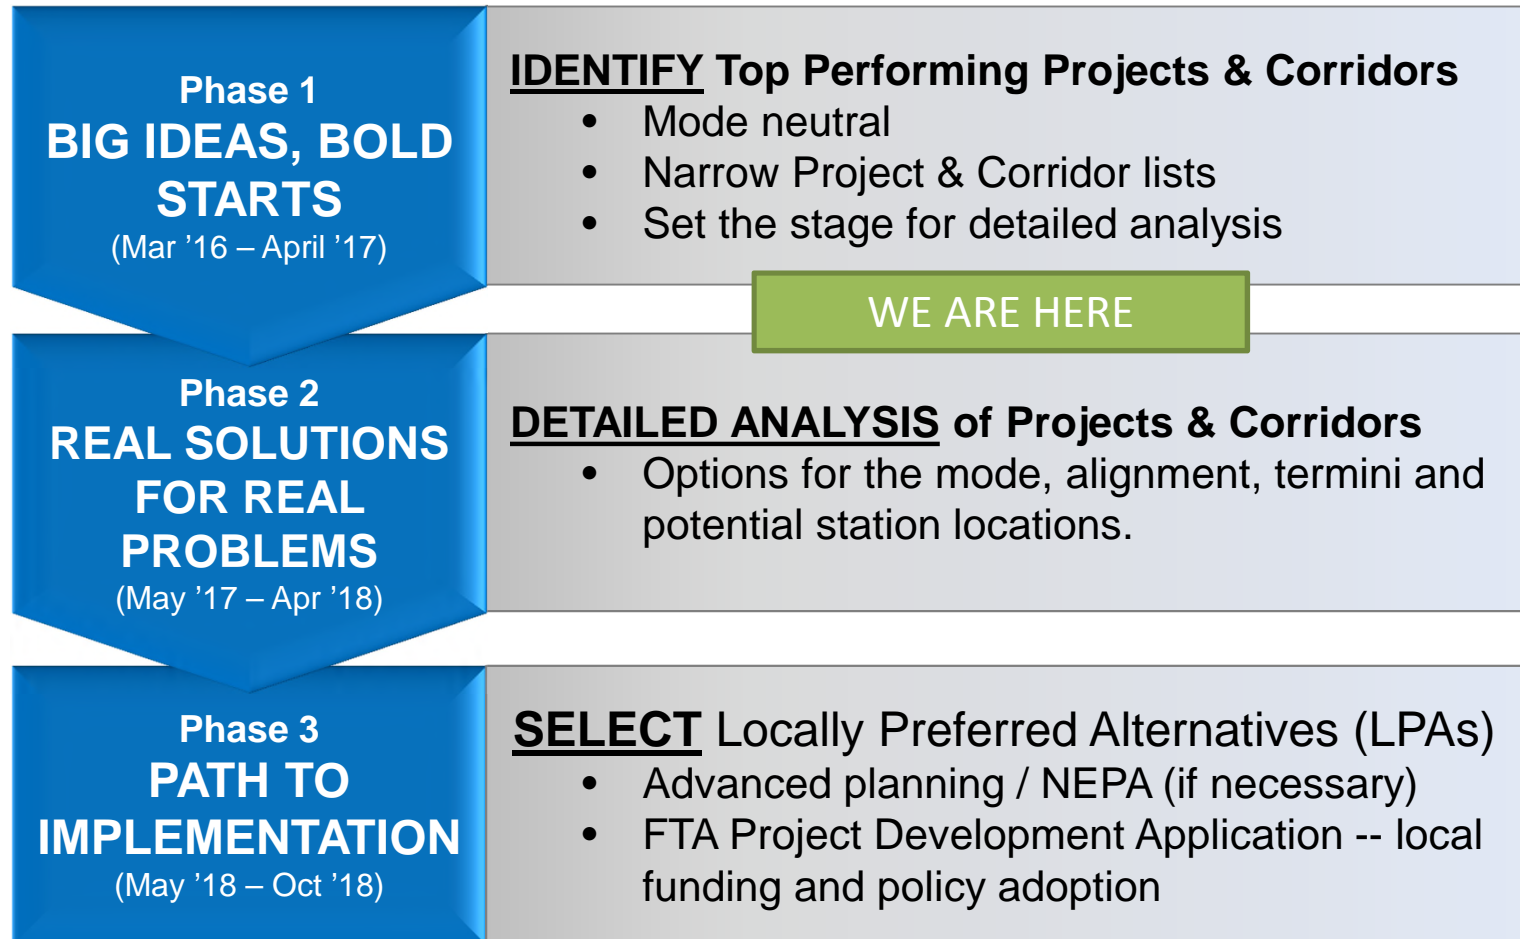 Phase 1
BIG IDEAS, BOLD
STARTS
(Mar ’16 – April ’17)
IDENTIFY Top Performing Projects & Corridors
• Mode neutral
• Narrow Project & Corridor lists
• Set the stage for detailed analysis
WE ARE HERE
Phase 2
REAL SOLUTIONS
FOR REAL
PROBLEMS
(May ’17 – Apr ’18)
DETAILED ANALYSIS of Projects & Corridors
• Options for the mode, alignment, termini and
potential station locations.
Phase 3
PATH TO
IMPLEMENTATION
(May ’18 – Oct ’18)
SELECT Locally Preferred Alternatives (LPAs)
• Advanced planning / NEPA (if necessary)
• FTA Project Development Application -- local
funding and policy adoption